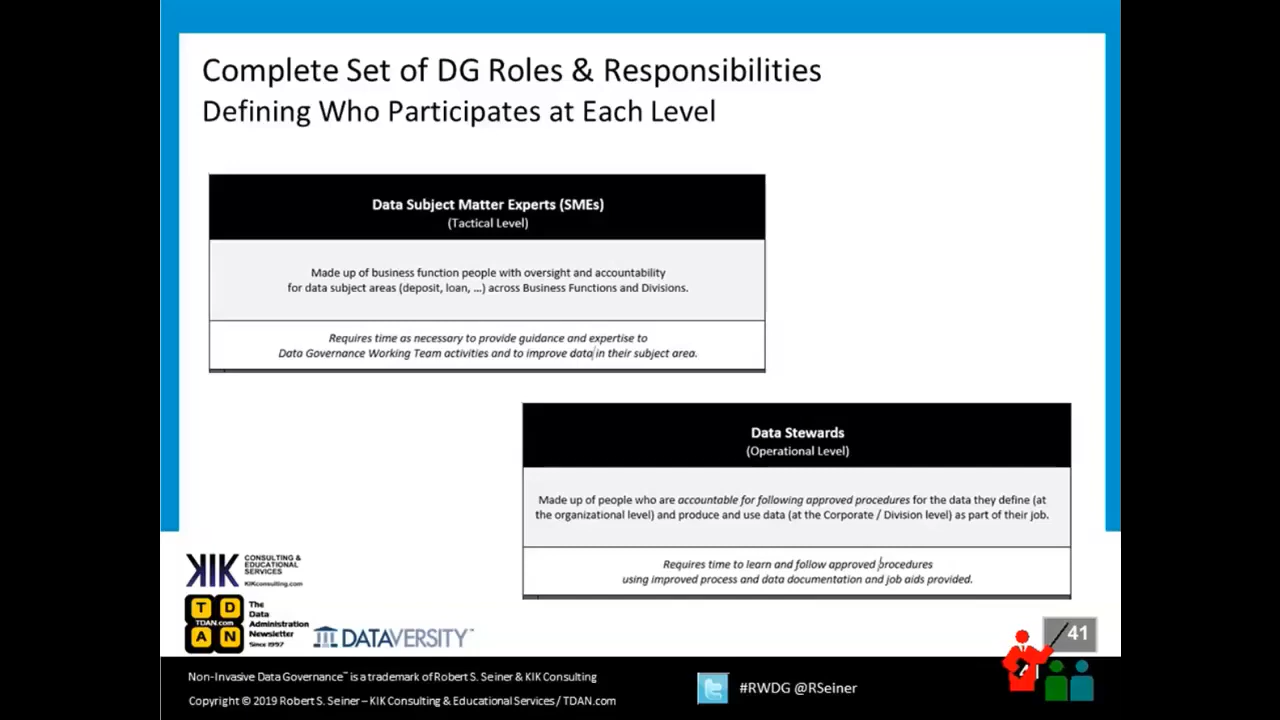 Complete Set of DG Roles & Responsibilities
Defining Who Participates at Each Level
Data Subject Matter Experts (SMEs)
(Tactical Level)
Made up of business function people with oversight and accountability
for data subject areas (deposit, loan, ...) across Business Functions and Divisions.
Requires time as necessary to provide guidance and expertise to
Data Governance Working Team activities and to improve data in their subject area.
Data Stewards
(Operational Level)
Made up of people who are accountable for following approved procedures for the data they define (at
the organizational level) and produce and use data (at the Corporate / Division level) as part of their job.
Requires time to learn and follow approved procedures
using improved process and data documentation and job aids provided.
KIK
CONSULTING &
EDUCATIONAL
SERVICES
KIKconsulting.com
T D
TDAN.com
A N
The
Data
Administration
Newsletter
Since 1997
DATAVERSITY™
41
Non-Invasive Data Governance™ is a trademark of Robert S. Seiner & KIK Consulting
Copyright © 2019 Robert S. Seiner – KIK Consulting & Educational Services / TDAN.com
#RWDG @RSeiner